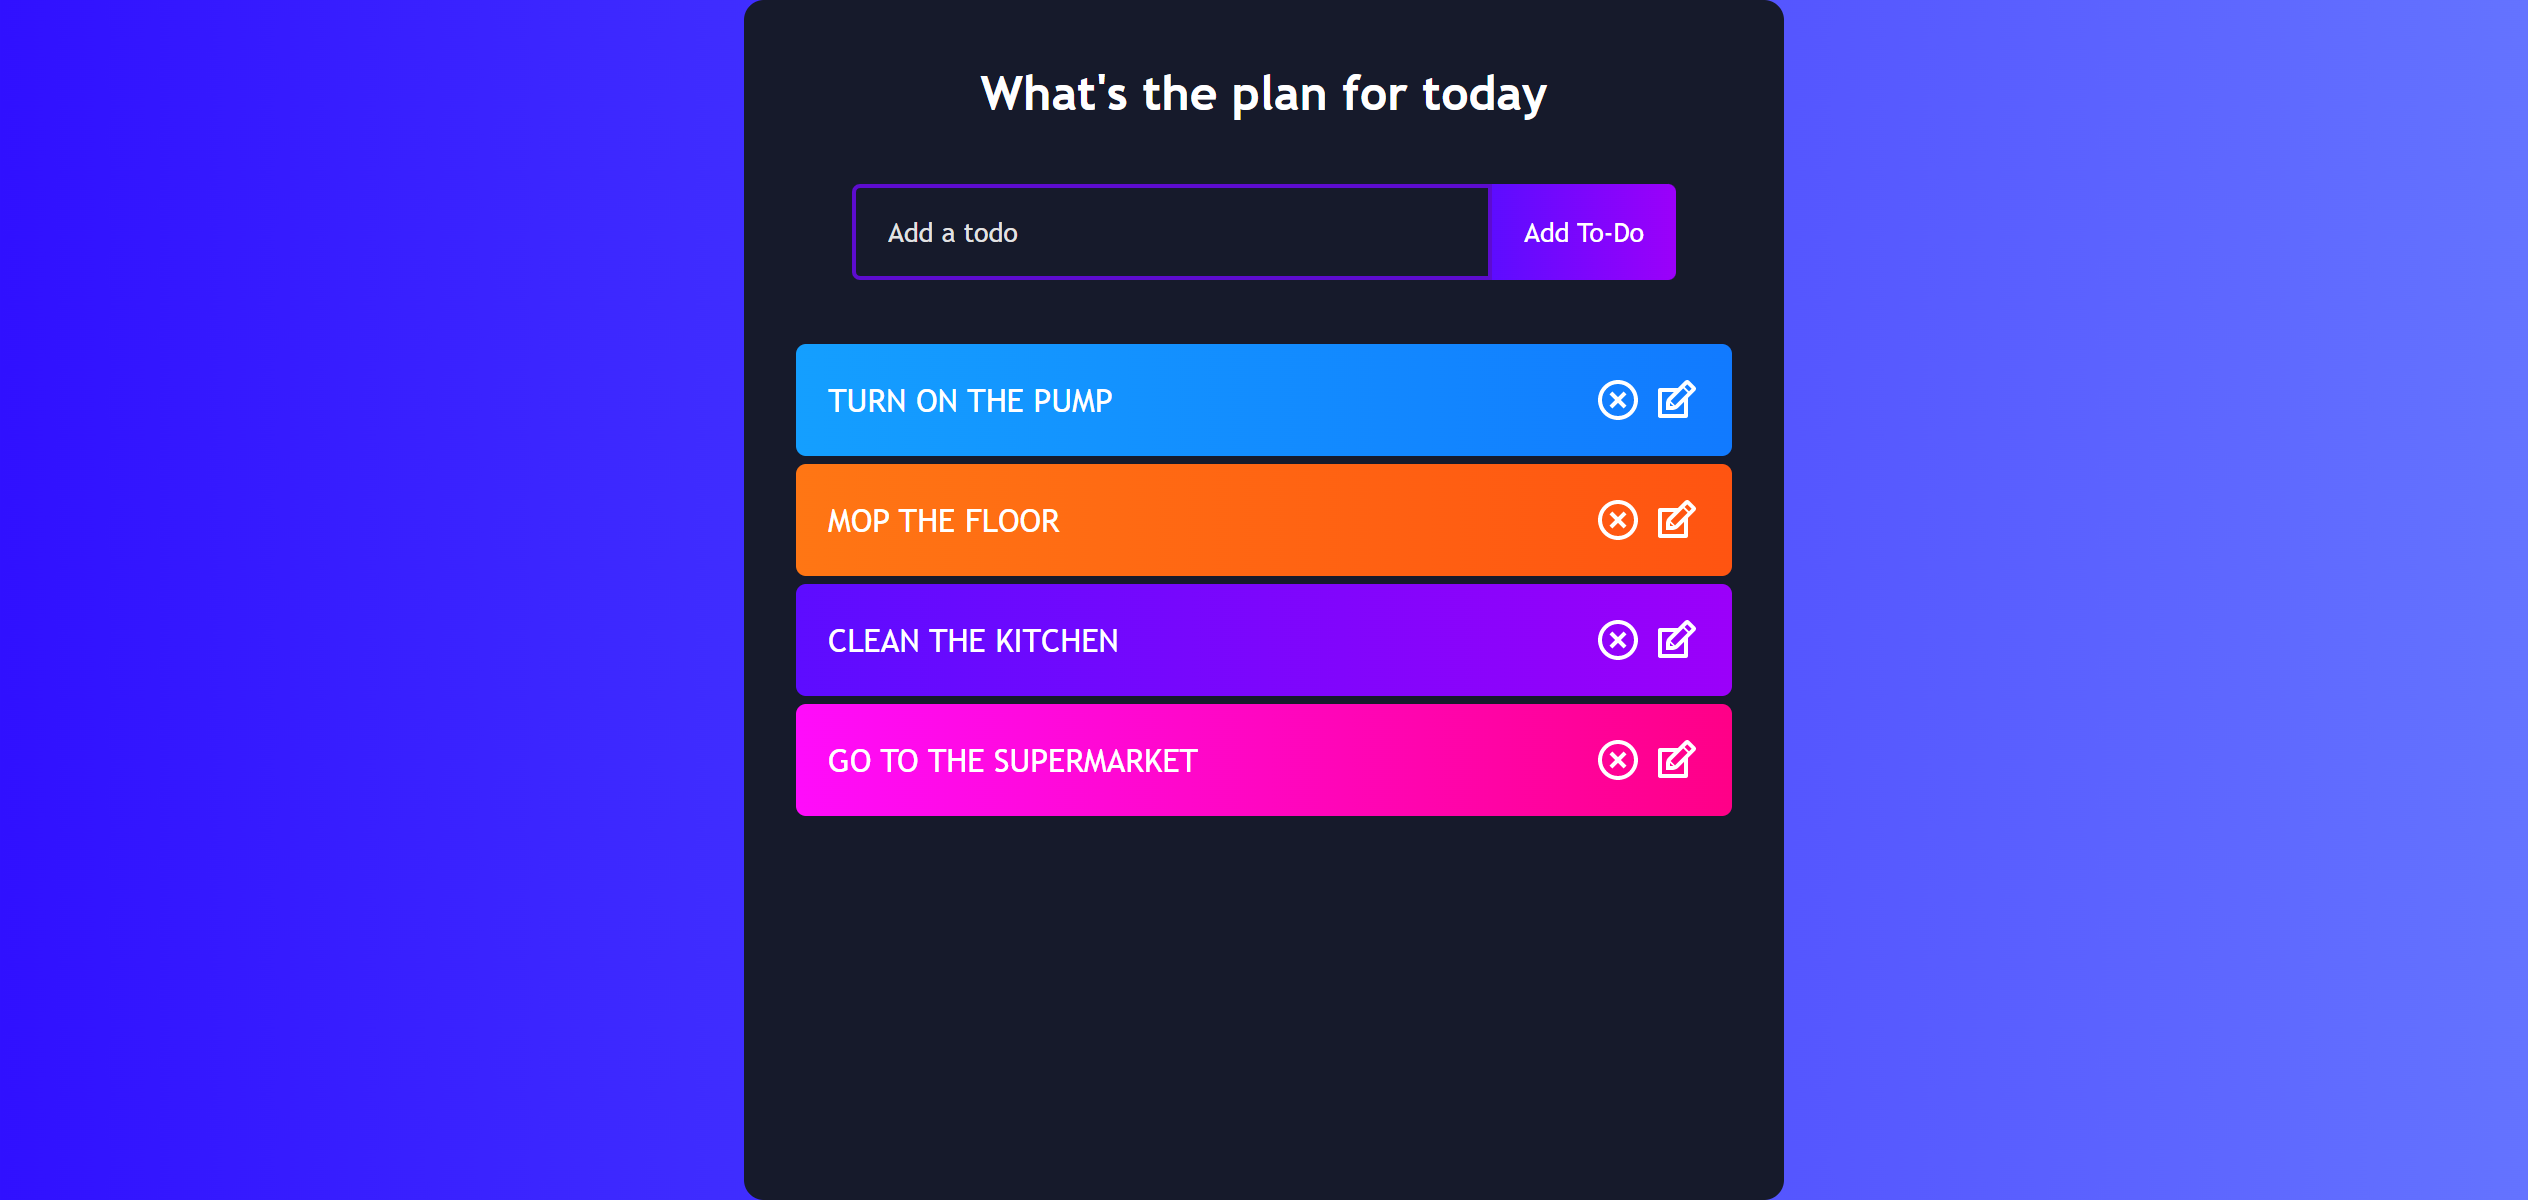 What's the plan for today
Add a todo
Add To-Do
TURN ON THE PUMP
MOP THE FLOOR
CLEAN THE KITCHEN
GO TO THE SUPERMARKET